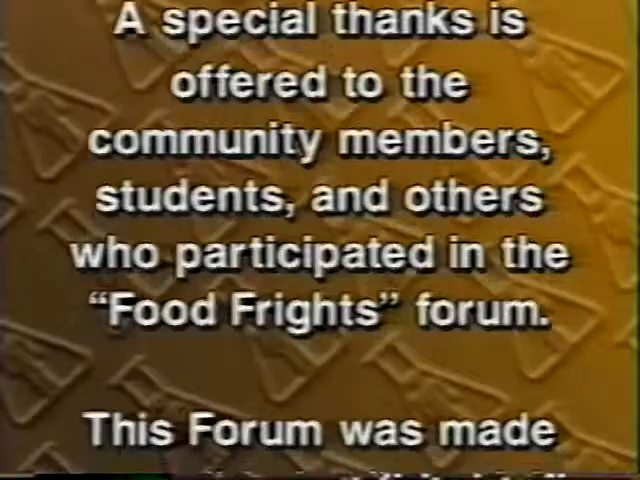 A special thanks is
offered to the
community members,
students, and others
who participated in the
“Food Frights” forum.
This Forum was made